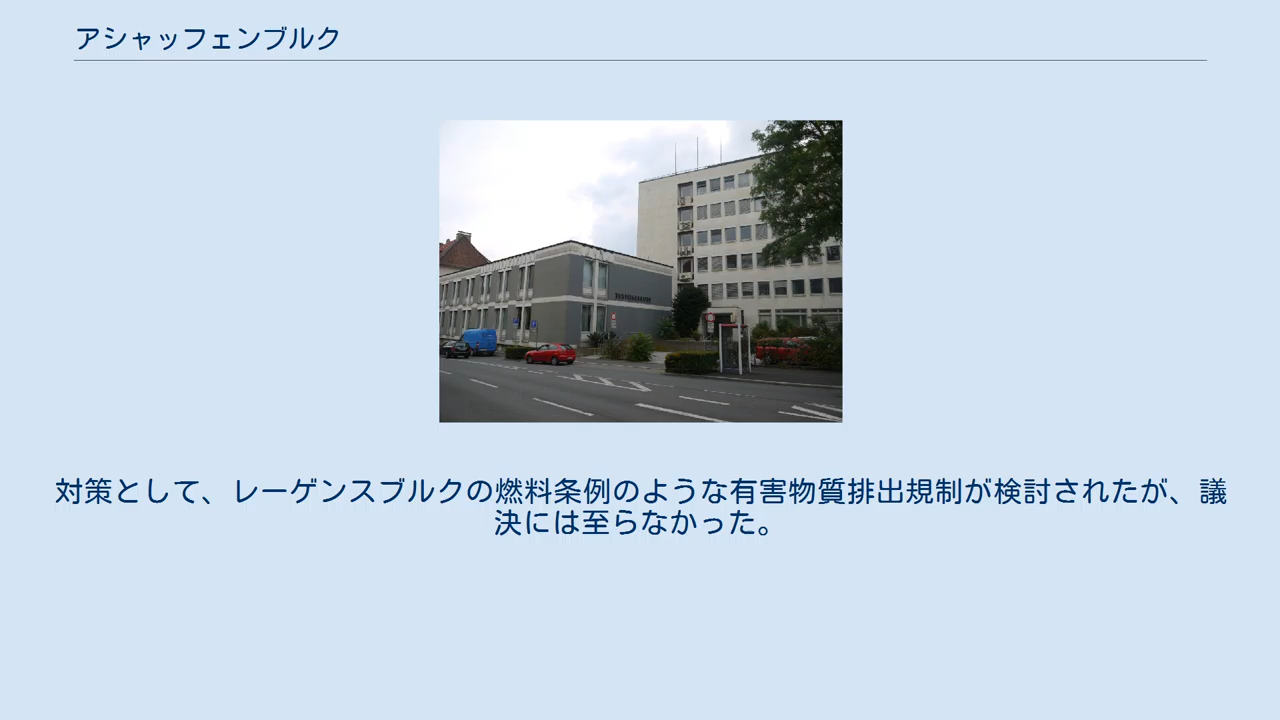 アシャッフェンブルク
対策として、レーゲンスブルクの燃料条例のような有害物質排出規制が検討されたが、議
決には至らなかった。